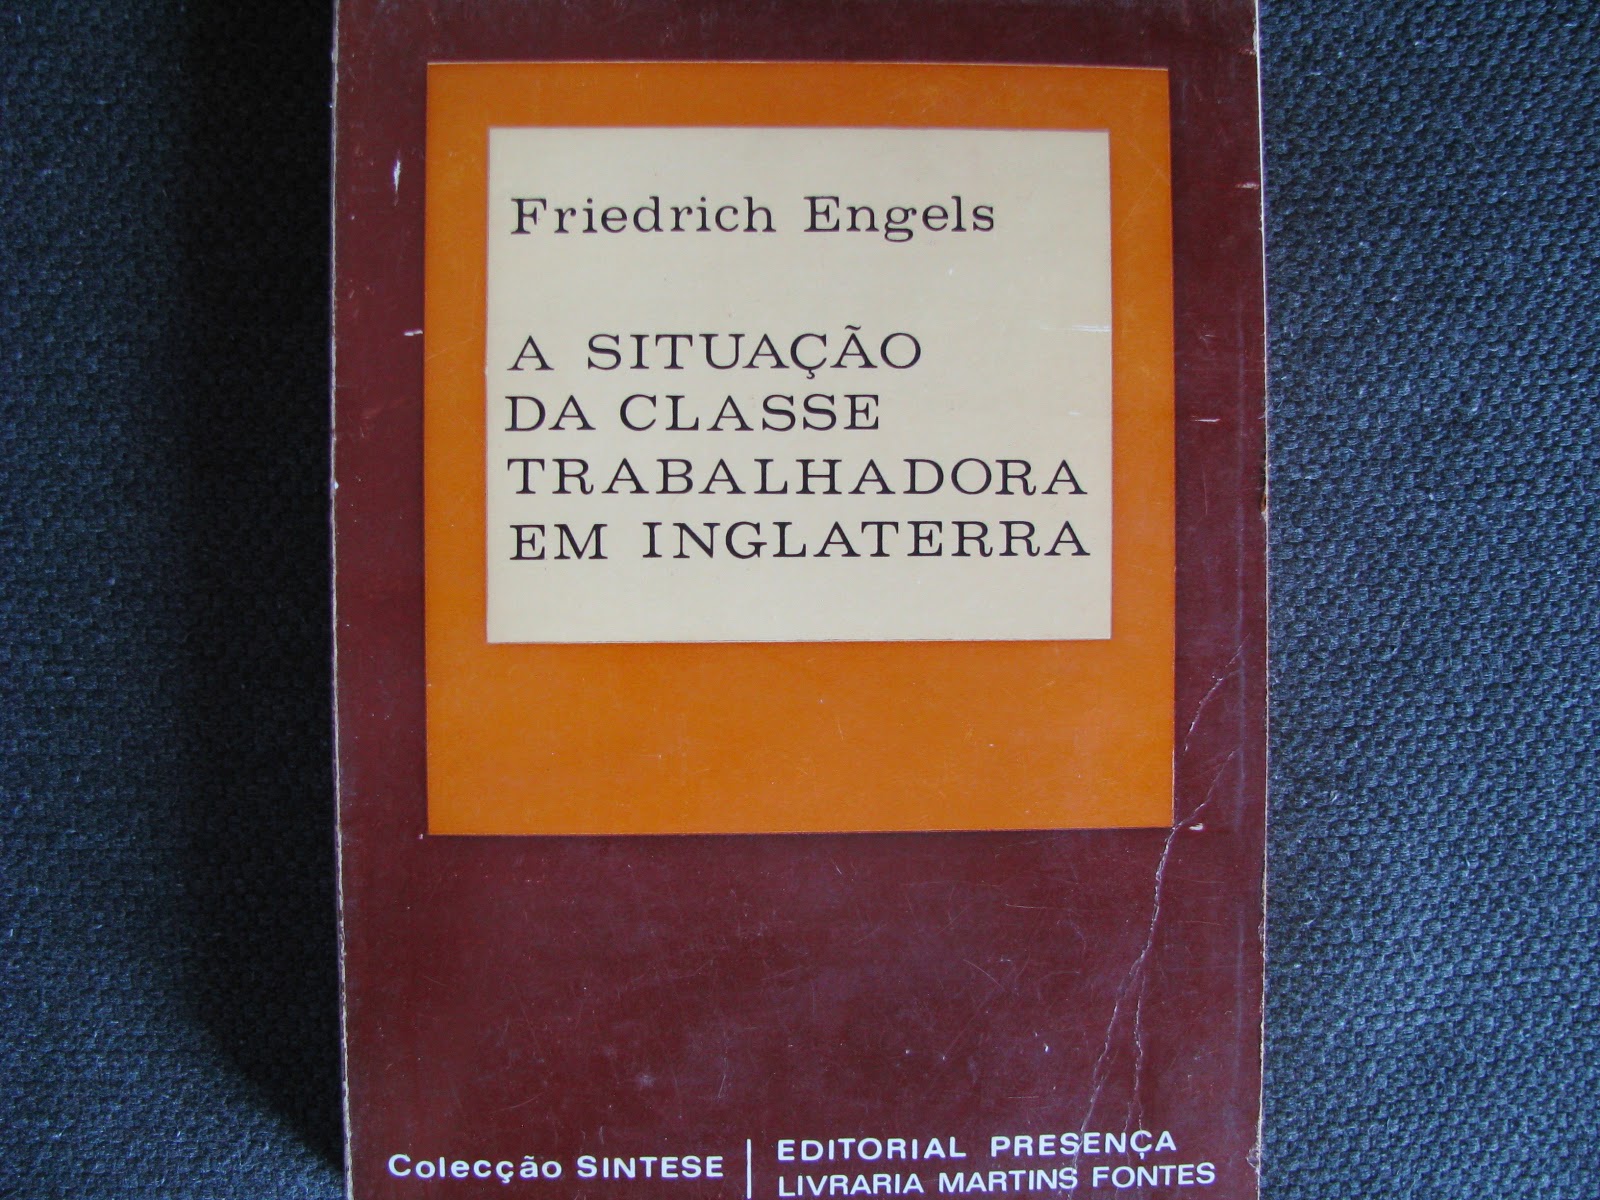 Friedrich Engels
A SITUAÇÃO
DA CLASSE
TRABALHADORA
EM INGLATERRA
Colecção SINTESE
EDITORIAL PRESENÇA
LIVRARIA MARTINS FONTES